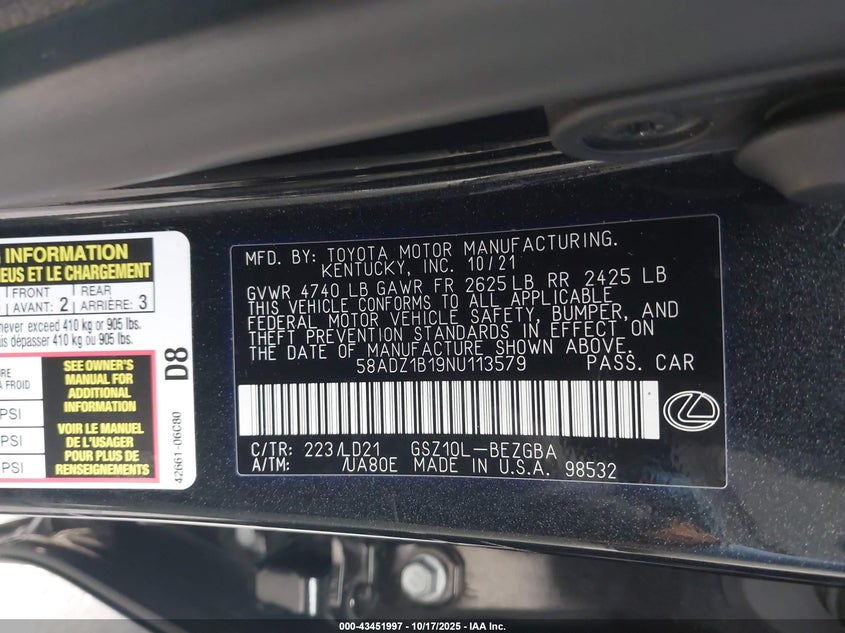 INFORMATION
EUS ET LE CHARGEMENT
FRONT
AVANT: 2
REAR
ARRIÈRE: 3
never exceed 410 kg or 905 lbs.
dépasser 410 kg ou 905 lbs.
À FROID
PSI
PSI
PSI
SEE OWNER'S
MANUAL FOR
ADDITIONAL
INFORMATION
VOIR LE MANUEL
DE L'USAGER
POUR PLUS DE
RENSEIGNEMENTS
D8
42661-06C80
MFD. BY: TOYOTA MOTOR MANUFACTURING.
KENTUCKY, INC. 10/21
GVWR 4740 LB GAWR FR 2625 LB RR 2425 LB
THIS VEHICLE CONFORMS TO ALL APPLICABLE
FEDERAL MOTOR VEHICLE SAFETY, BUMPER, AND
THEFT PREVENTION STANDARDS IN EFFECT ON
THE DATE OF MANUFACTURE SHOWN ABOVE.
58ADZ1B19NU113579 PASS. CAR
C/TR: 223/LD21 GSZ10L-BEZGBA
A/TM: /UA80E MADE IN U.S.A. 98532
000-43451997 - 10/17/2025 - IAA Inc.